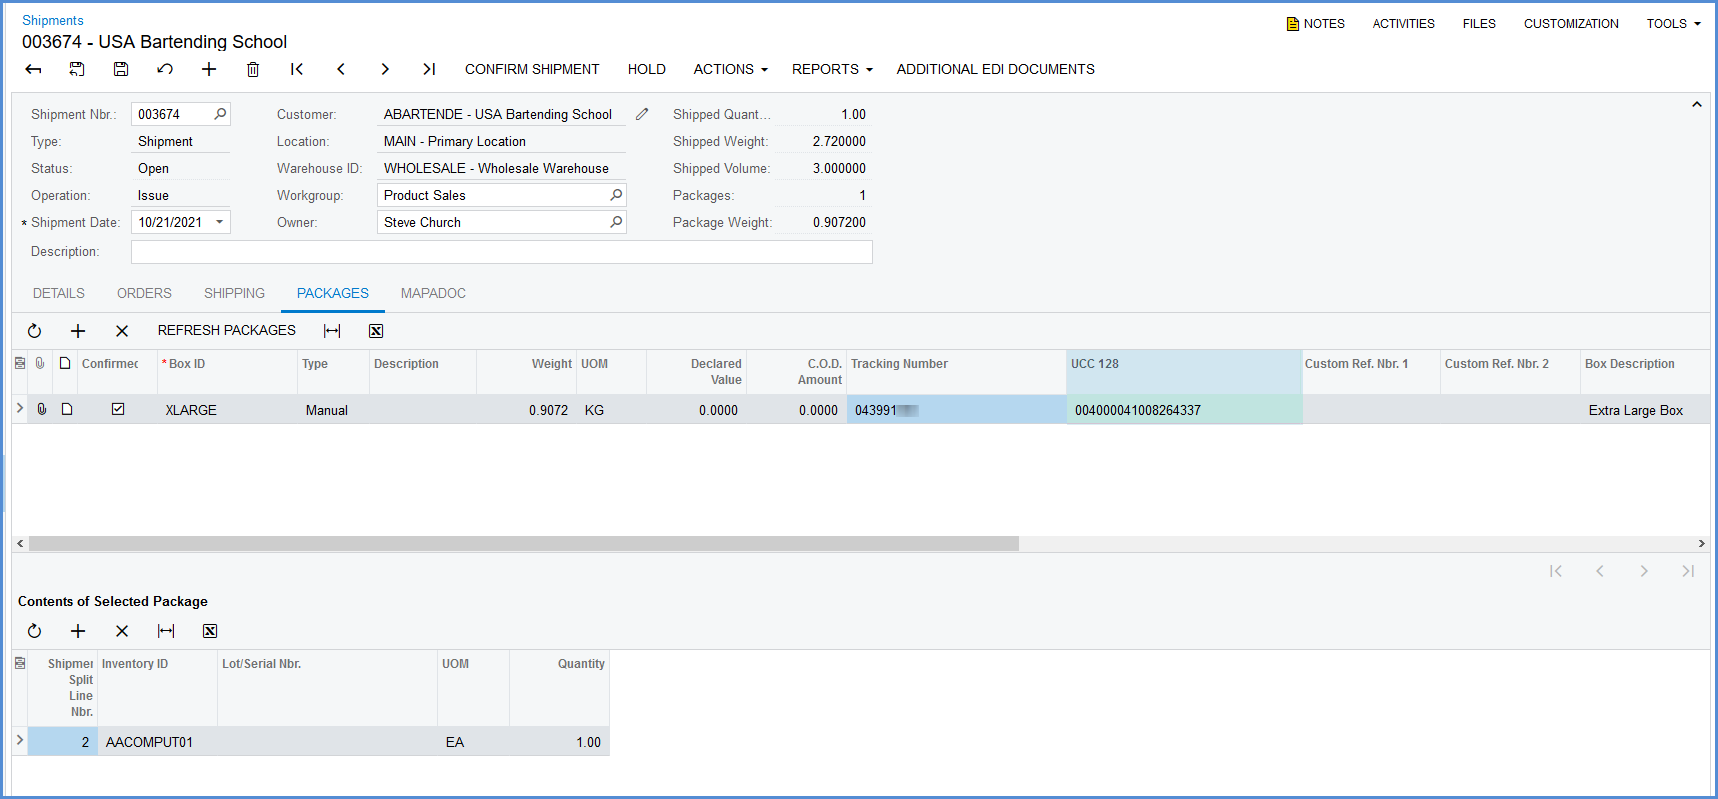 Shipments
003674 - USA Bartending School
NOTES ACTIVITIES FILES CUSTOMIZATION TOOLS
CONFIRM SHIPMENT HOLD ACTIONS REPORTS ADDITIONAL EDI DOCUMENTS
Shipment Nbr.: 003674 Customer: ABARTENDE - USA Bartending School Shipped Quant... 1.00
Type: Shipment Location: MAIN - Primary Location Shipped Weight: 2.720000
Status: Open Warehouse ID: WHOLESALE - Wholesale Warehouse Shipped Volume: 3.000000
Operation: Issue Workgroup: Product Sales Packages: 1
* Shipment Date: 10/21/2021 Owner: Steve Church Package Weight: 0.907200
Description:
DETAILS ORDERS SHIPPING PACKAGES MAPADOC
REFRESH PACKAGES
Confirmec * Box ID Type Description Weight UOM Declared Value C.O.D. Amount Tracking Number UCC 128 Custom Ref. Nbr. 1 Custom Ref. Nbr. 2 Box Description
XLARGE Manual 0.9072 KG 0.0000 0.0000 043991 004000041008264337 Extra Large Box
Contents of Selected Package
Shipmer Split Line Nbr. Inventory ID Lot/Serial Nbr. UOM Quantity
2 AACOMPUT01 EA 1.00